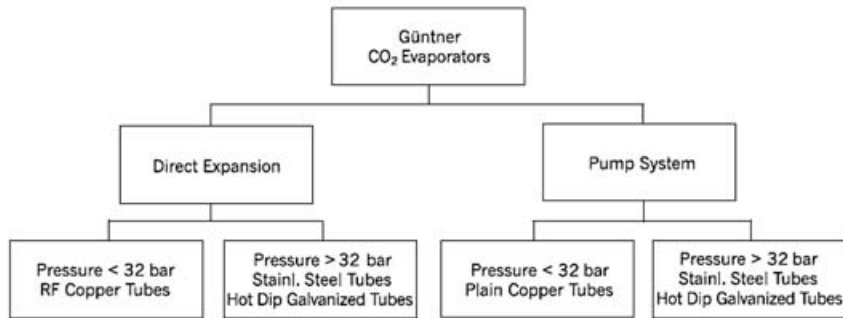 Güntner
CO₂ Evaporators
Direct Expansion
Pump System
Pressure < 32 bar
RF Copper Tubes
Pressure > 32 bar
Stainl. Steel Tubes
Hot Dip Galvanized Tubes
Pressure < 32 bar
Plain Copper Tubes
Pressure > 32 bar
Stainl. Steel Tubes
Hot Dip Galvanized Tubes